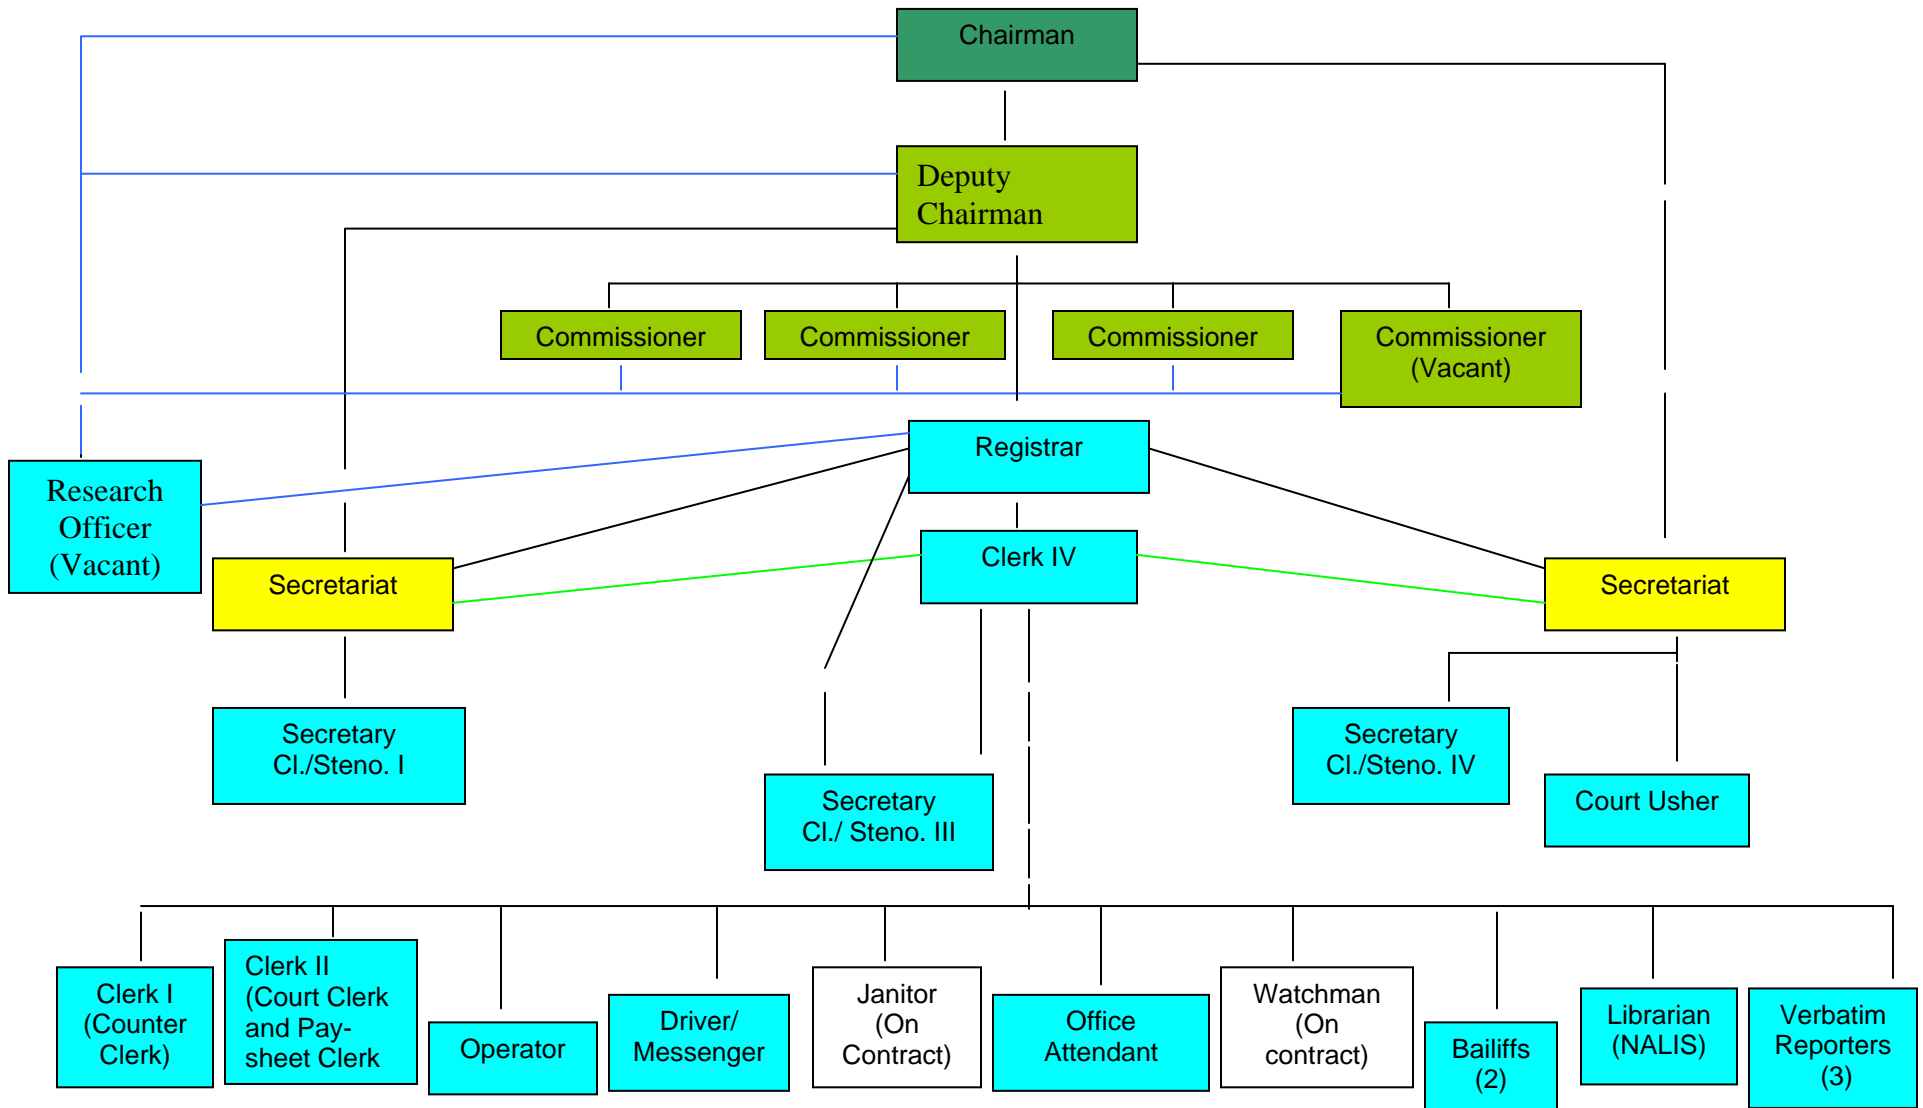 Chairman
Deputy
Chairman
Commissioner
Commissioner
Commissioner
Commissioner
(Vacant)
Registrar
Research
Officer
(Vacant)
Clerk IV
Secretariat
Secretariat
Secretary
Cl./Steno. I
Secretary
Cl./ Steno. III
Secretary
Cl./Steno. IV
Court Usher
Clerk I
(Counter
Clerk)
Clerk II
(Court Clerk
and Pay-
sheet Clerk
Operator
Driver/
Messenger
Janitor
(On
Contract)
Office
Attendant
Watchman
(On
contract)
Bailiffs
(2)
Librarian
(NALIS)
Verbatim
Reporters
(3)